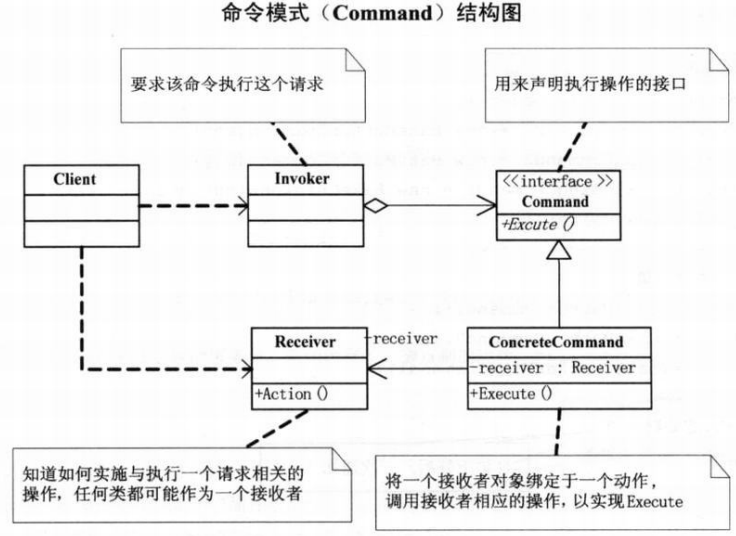 命令模式（Command）结构图
要求该命令执行这个请求
用来声明执行操作的接口
Client
Invoker
<<interface>>
Command
+Excute()
Receiver
+Action()
-receiver
ConcreteCommand
-receiver : Receiver
+Execute()
知道如何实施与执行一个请求相关的
操作，任何类都可能作为一个接收者
将一个接收者对象绑定于一个动作，
调用接收者相应的操作，以实现Execute